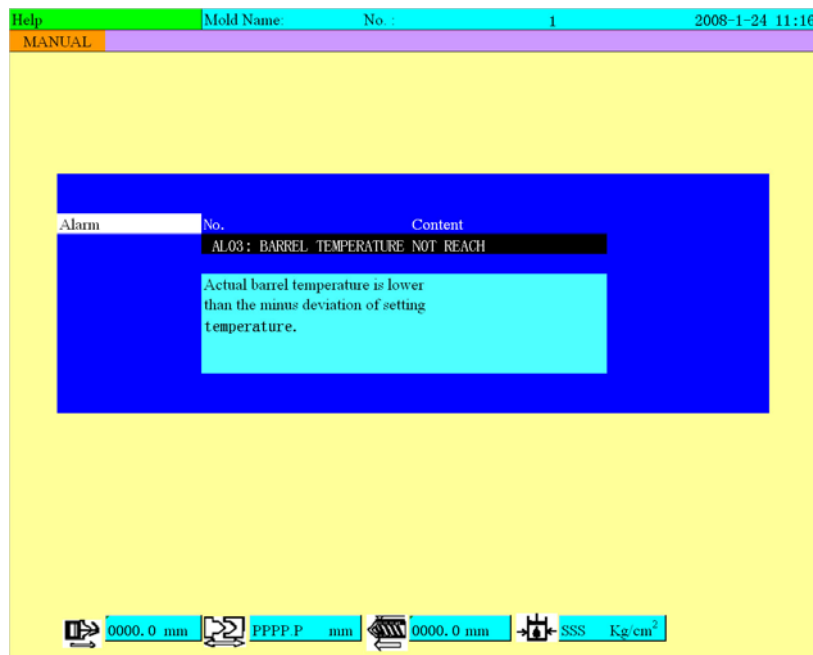 Help Mold Name: No. : 1 2008-1-24 11:16
MANUAL
Alarm No. Content
AL03: BARREL TEMPERATURE NOT REACH
Actual barrel temperature is lower
than the minus deviation of setting
temperature.
0000.0 mm PPPP.P mm 0000.0 mm SSS Kg/cm²